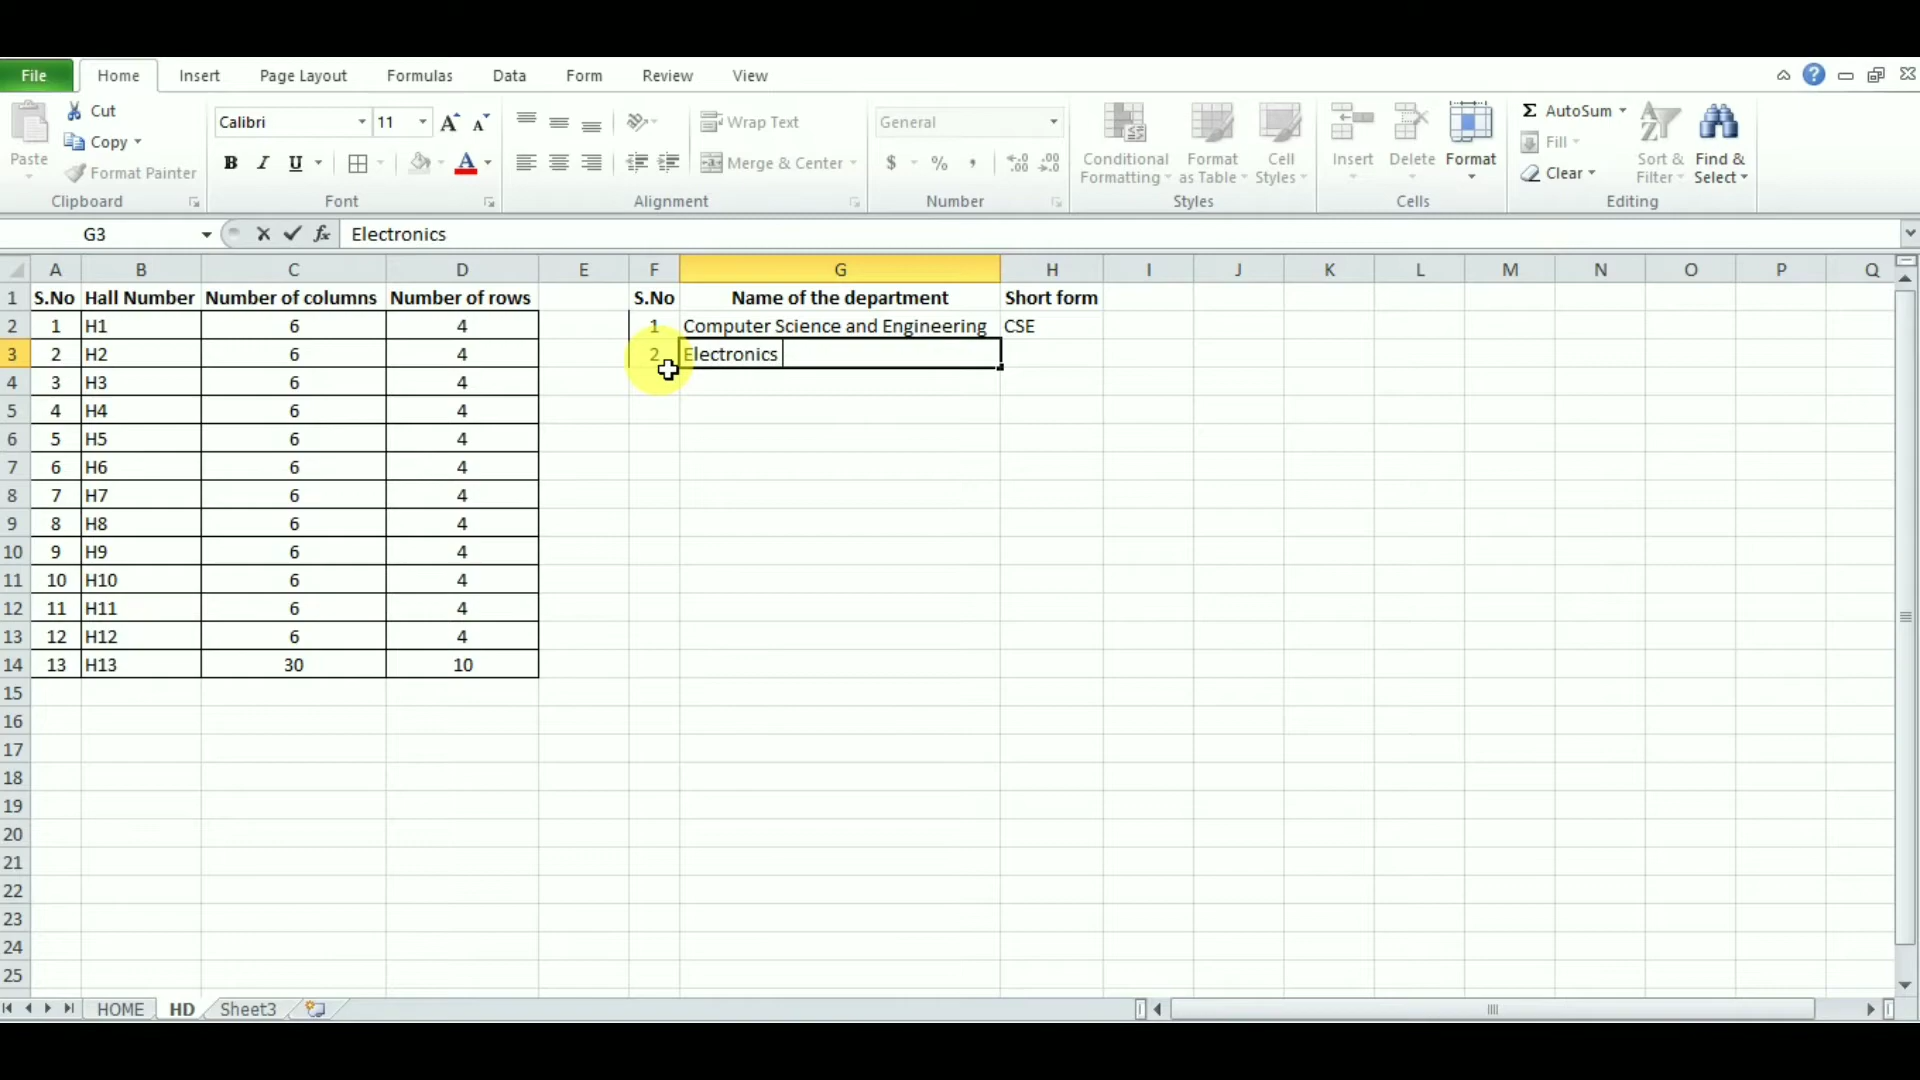 File Home Insert Page Layout Formulas Data Form Review View
Cut
Copy
Format Painter
Paste
Clipboard
Calibri 11
B I U
Font
Wrap Text
Merge & Center
Alignment
General
$ % ,
Number
Conditional Formatting
Format as Table
Cell Styles
Styles
Insert Delete Format
Cells
Σ AutoSum
Fill
Clear
Sort & Filter
Find & Select
Editing
G3 fx Electronics
A B C D E F G H I J K L M N O P Q
1 S.No Hall Number Number of columns Number of rows S.No Name of the department Short form
2 1 H1 6 4 1 Computer Science and Engineering CSE
3 2 H2 6 4 2 Electronics
4 3 H3 6 4
5 4 H4 6 4
6 5 H5 6 4
7 6 H6 6 4
8 7 H7 6 4
9 8 H8 6 4
10 9 H9 6 4
11 10 H10 6 4
12 11 H11 6 4
13 12 H12 6 4
14 13 H13 30 10
15
16
17
18
19
20
21
22
23
24
25
HOME HD Sheet3